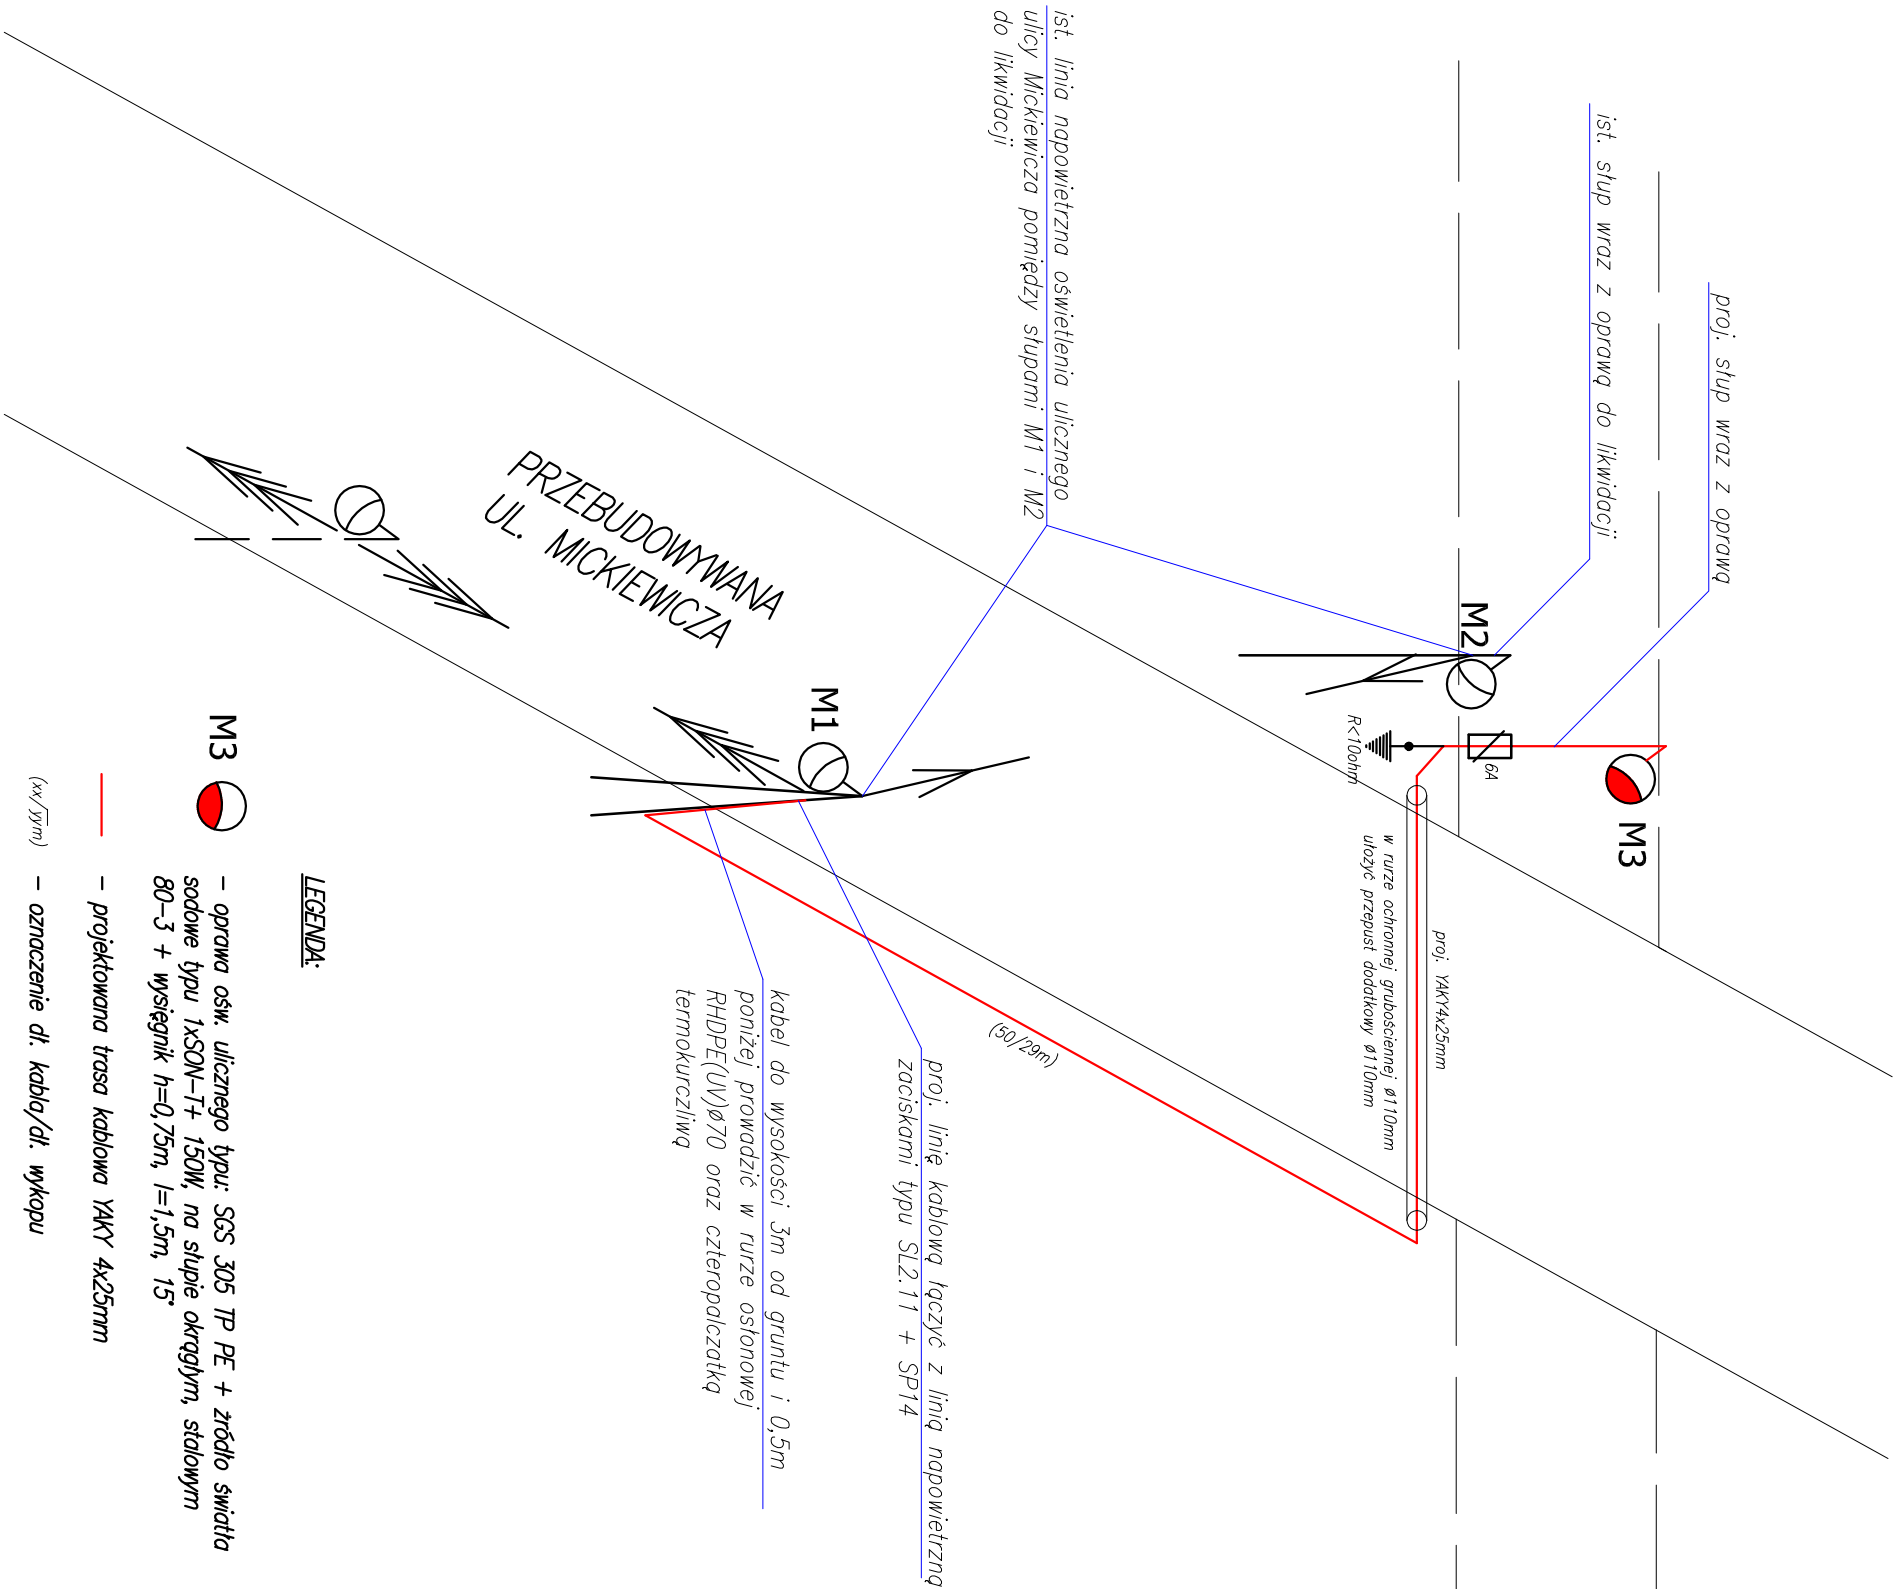 proj. słup wraz z oprawą
ist. słup wraz z oprawą do likwidacji
ist. linia napowietrzna oświetlenia ulicznego
ulicy Mickiewicza pomiędzy słupami M1 i M2
do likwidacji
M2
M3
6A
R<10ohm
proj. YAKY4x25mm
w rurze ochronnej grubościennej ø110mm
ułożyć przepust dodatkowy ø110mm
PRZEBUDOWYWANA
UL. MICKIEWICZA
M1
(50/29m)
proj. linię kablową łączyć z linią napowietrzną
zaciskami typu SL2.11 + SP14
kabel do wysokości 3m od gruntu i 0,5m
poniżej prowadzić w rurze osłonowej
RHDPE(UV)ø70 oraz czteropalczatką
termokurczliwą
LEGENDA:
M3 – oprawa ośw. ulicznego typu: SGS 305 TP PE + źródło światła
sodowe typu 1xSON–T+ 150W, na słupie okrągłym, stalowym
80–3 + wysięgnik h=0,75m, l=1,5m, 15°
– projektowana trasa kablowa YAKY 4x25mm
(xx/yym) – oznaczenie dł. kabla/dł. wykopu